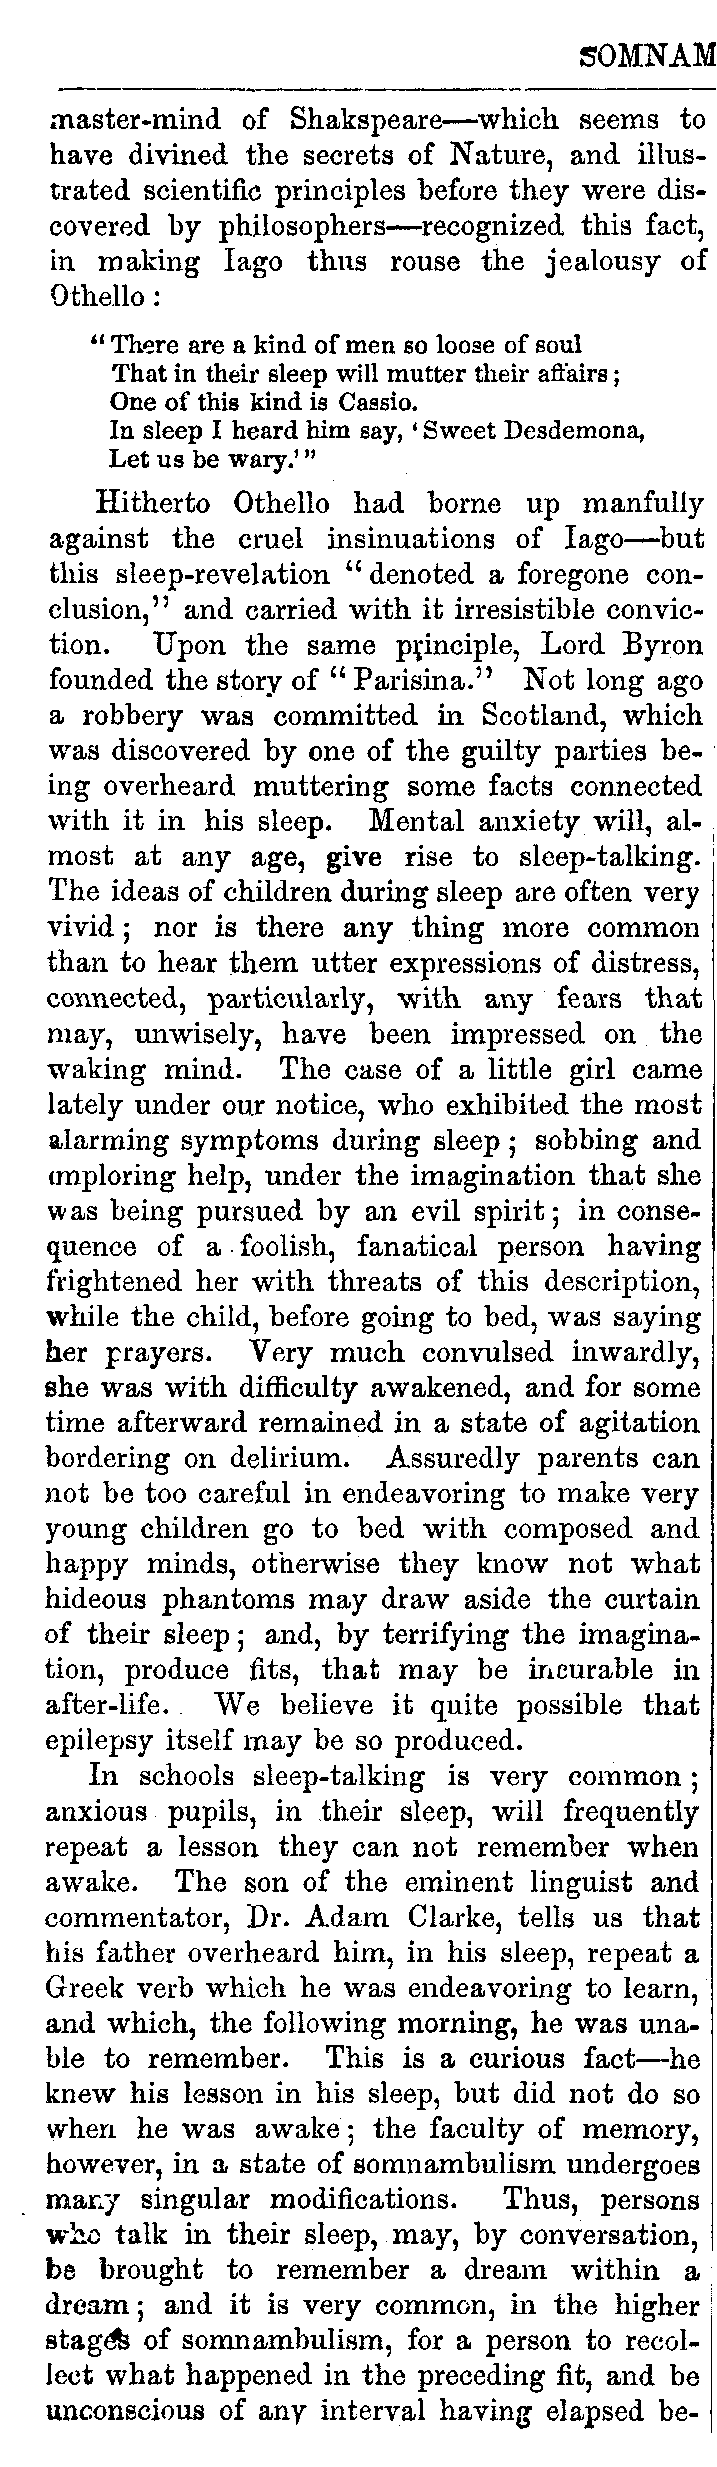 SOMNAM
master-mind of Shakspeare—which seems to
have divined the secrets of Nature, and illus-
trated scientific principles before they were dis-
covered by philosophers—recognized this fact,
in making Iago thus rouse the jealousy of
Othello :
“There are a kind of men so loose of soul
That in their sleep will mutter their affairs;
One of this kind is Cassio.
In sleep I heard him say, ‘Sweet Desdemona,
Let us be wary.’”
Hitherto Othello had borne up manfully
against the cruel insinuations of Iago—but
this sleep-revelation “denoted a foregone con-
clusion,” and carried with it irresistible convic-
tion. Upon the same principle, Lord Byron
founded the story of “Parisina.” Not long ago
a robbery was committed in Scotland, which
was discovered by one of the guilty parties be-
ing overheard muttering some facts connected
with it in his sleep. Mental anxiety will, al-
most at any age, give rise to sleep-talking.
The ideas of children during sleep are often very
vivid; nor is there any thing more common
than to hear them utter expressions of distress,
connected, particularly, with any fears that
may, unwisely, have been impressed on the
waking mind. The case of a little girl came
lately under our notice, who exhibited the most
alarming symptoms during sleep; sobbing and
imploring help, under the imagination that she
was being pursued by an evil spirit; in conse-
quence of a foolish, fanatical person having
frightened her with threats of this description,
while the child, before going to bed, was saying
her prayers. Very much convulsed inwardly,
she was with difficulty awakened, and for some
time afterward remained in a state of agitation
bordering on delirium. Assuredly parents can
not be too careful in endeavoring to make very
young children go to bed with composed and
happy minds, otherwise they know not what
hideous phantoms may draw aside the curtain
of their sleep; and, by terrifying the imagina-
tion, produce fits, that may be incurable in
after-life. We believe it quite possible that
epilepsy itself may be so produced.
In schools sleep-talking is very common;
anxious pupils, in their sleep, will frequently
repeat a lesson they can not remember when
awake. The son of the eminent linguist and
commentator, Dr. Adam Clarke, tells us that
his father overheard him, in his sleep, repeat a
Greek verb which he was endeavoring to learn,
and which, the following morning, he was una-
ble to remember. This is a curious fact—he
knew his lesson in his sleep, but did not do so
when he was awake; the faculty of memory,
however, in a state of somnambulism undergoes
many singular modifications. Thus, persons
who talk in their sleep, may, by conversation,
be brought to remember a dream within a
dream; and it is very common, in the higher
stages of somnambulism, for a person to recol-
lect what happened in the preceding fit, and be
unconscious of any interval having elapsed be-